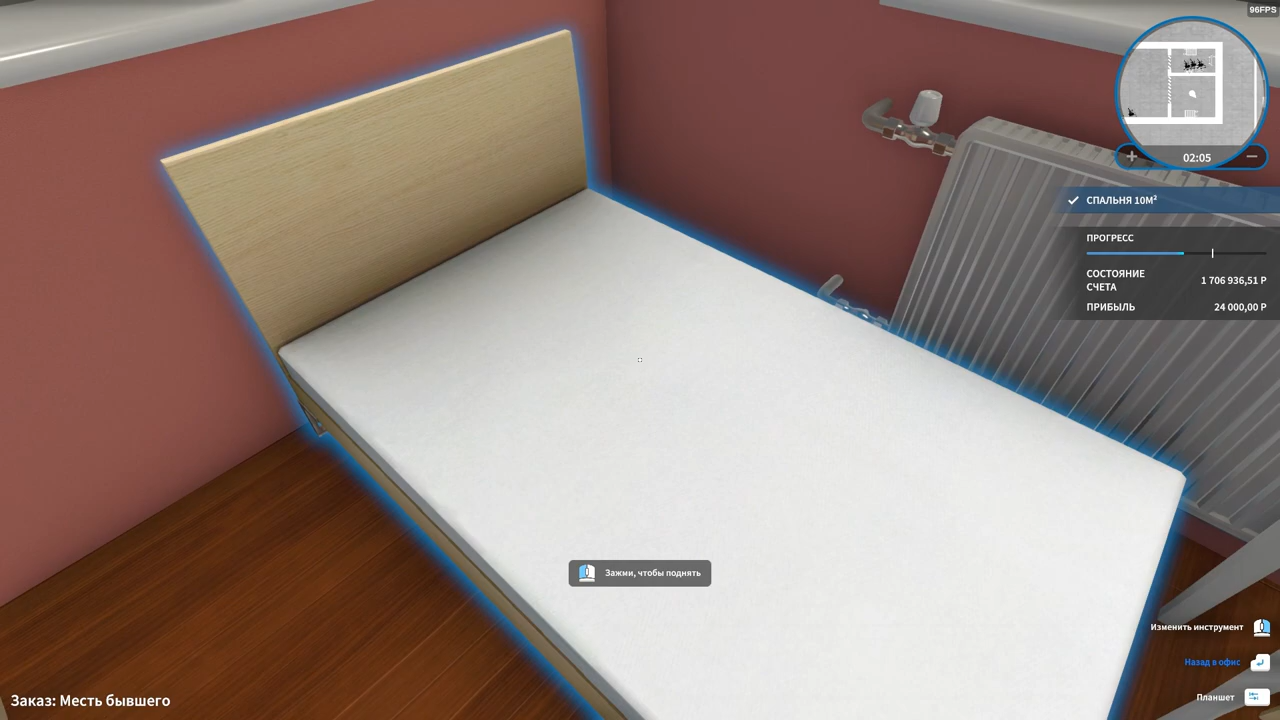 96FPS
02:05
СПАЛЬНЯ 10М²
ПРОГРЕСС
СОСТОЯНИЕ
СЧЕТА
1 706 936,51 Р
ПРИБЫЛЬ
24 000,00 Р
Зажми, чтобы поднять
Изменить инструмент
Назад в офис
Планшет
Заказ: Месть бывшего